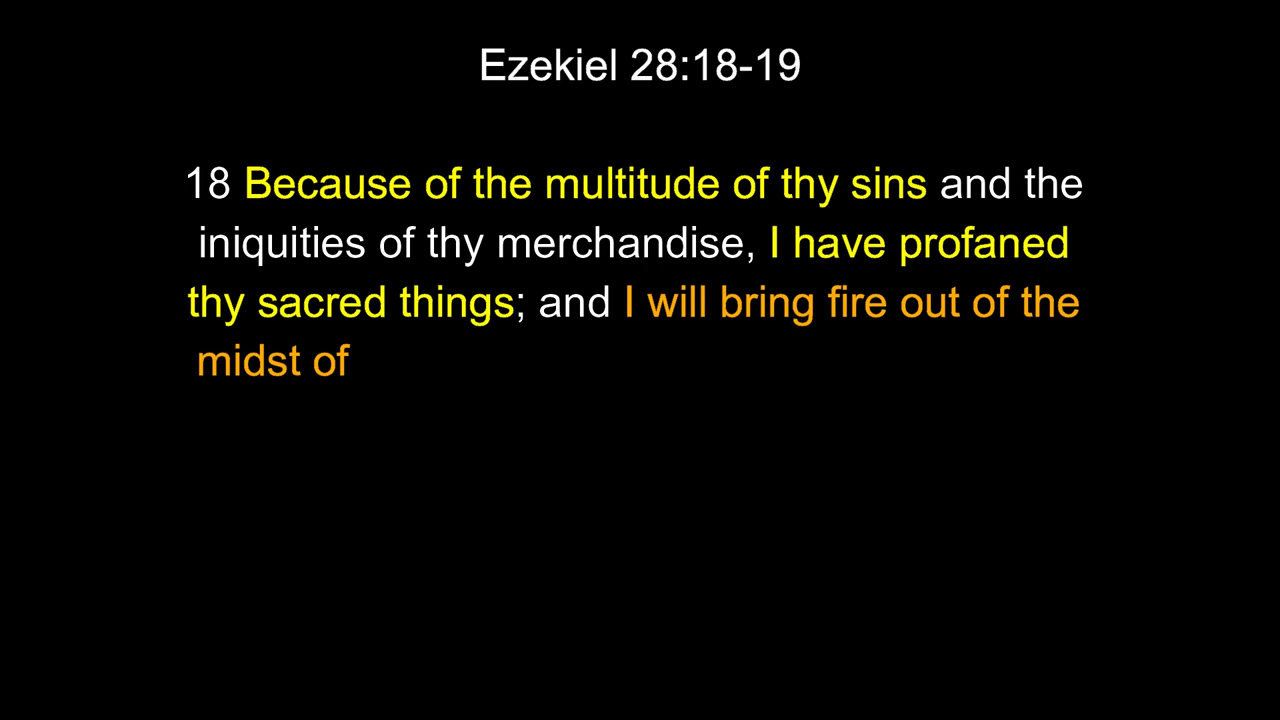 Ezekiel 28:18-19
18 Because of the multitude of thy sins and the
iniquities of thy merchandise, I have profaned
thy sacred things; and I will bring fire out of the
midst of